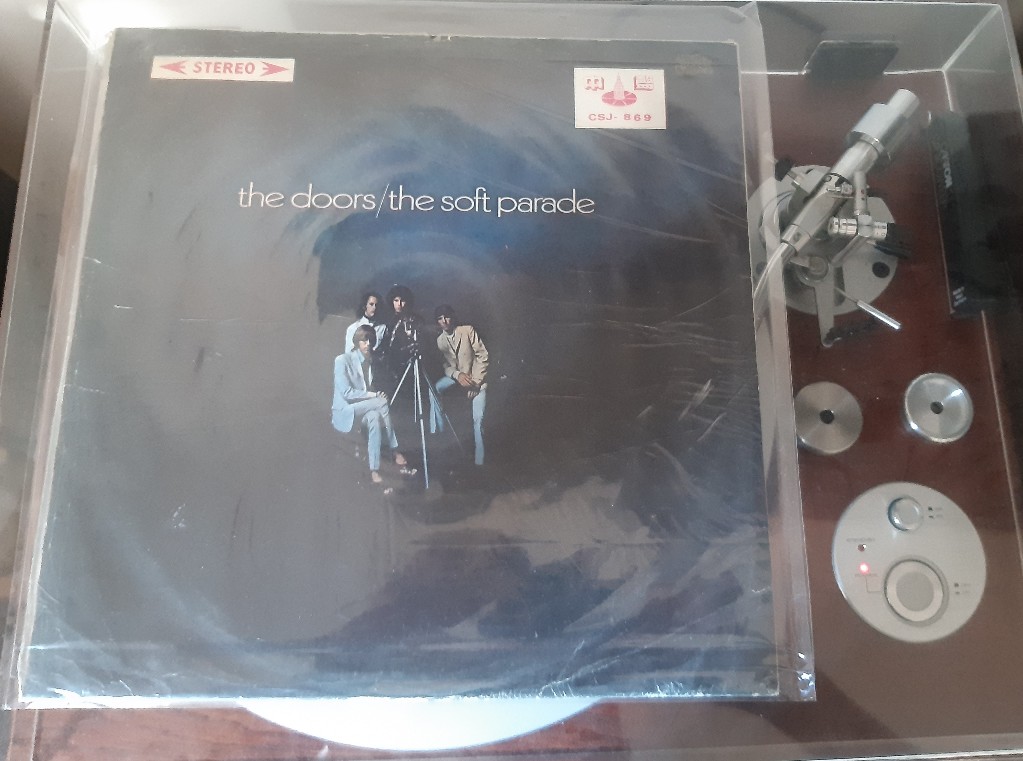 STEREO
CSJ- 869
the doors/the soft parade